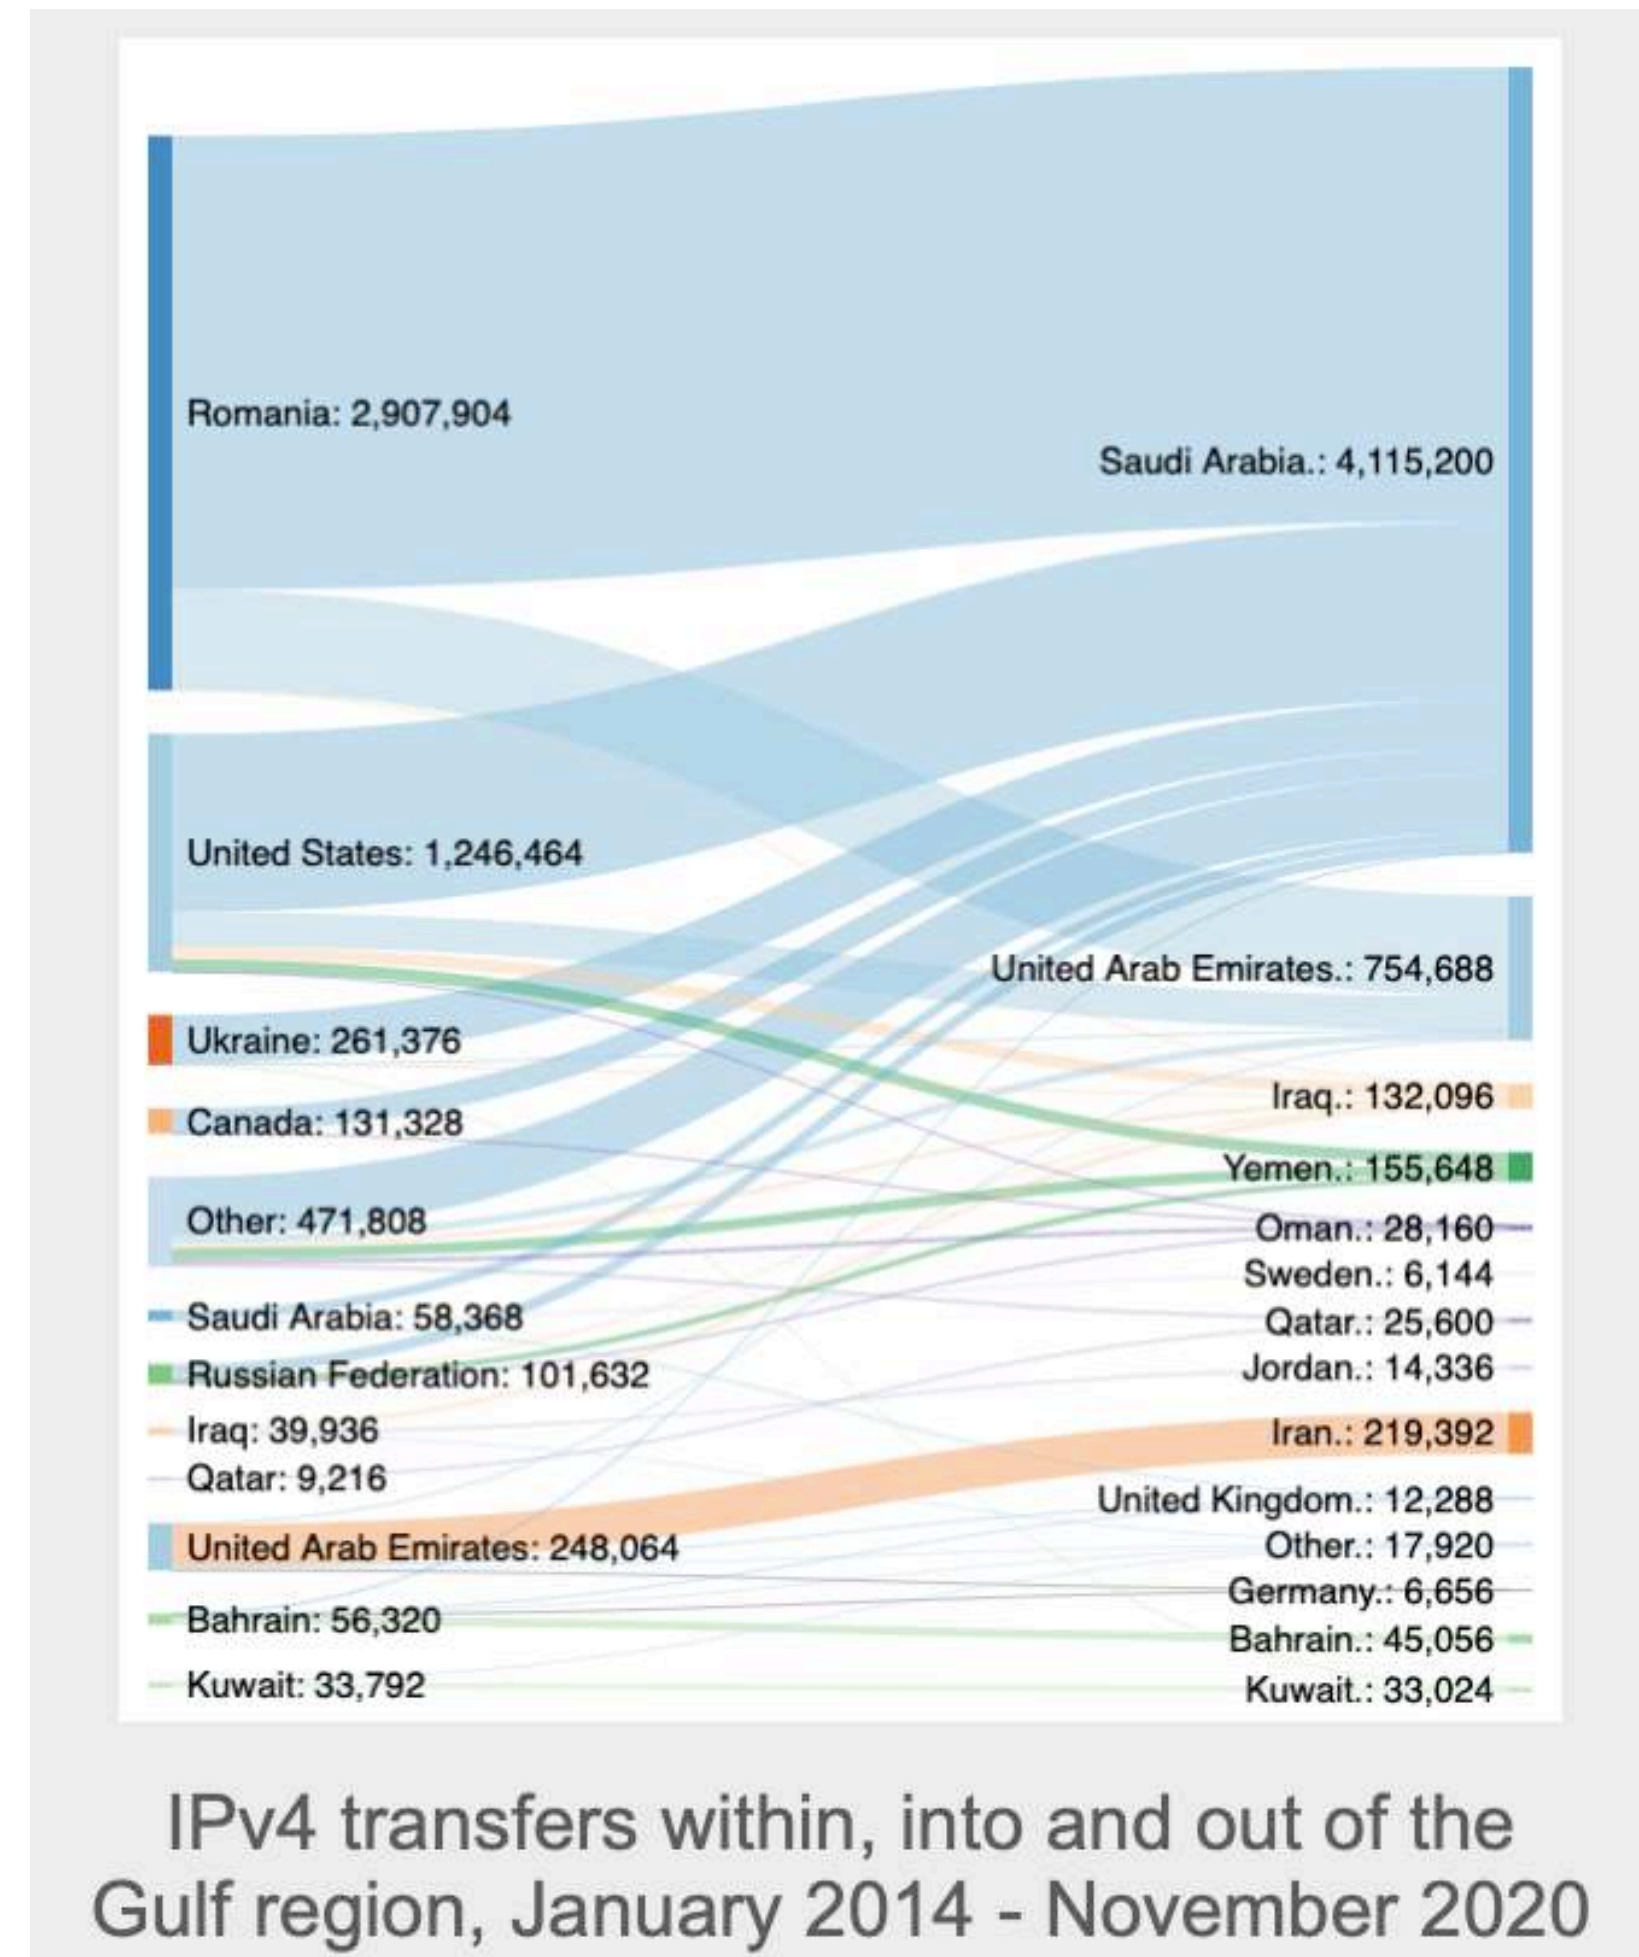 Romania: 2,907,904
Saudi Arabia.: 4,115,200
United States: 1,246,464
United Arab Emirates.: 754,688
Ukraine: 261,376
Iraq.: 132,096
Canada: 131,328
Yemen.: 155,648
Other: 471,808
Oman.: 28,160
Sweden.: 6,144
Saudi Arabia: 58,368
Qatar.: 25,600
Russian Federation: 101,632
Jordan.: 14,336
Iraq: 39,936
Iran.: 219,392
Qatar: 9,216
United Kingdom.: 12,288
United Arab Emirates: 248,064
Other.: 17,920
Germany.: 6,656
Bahrain: 56,320
Bahrain.: 45,056
Kuwait: 33,792
Kuwait.: 33,024
IPv4 transfers within, into and out of the
Gulf region, January 2014 - November 2020